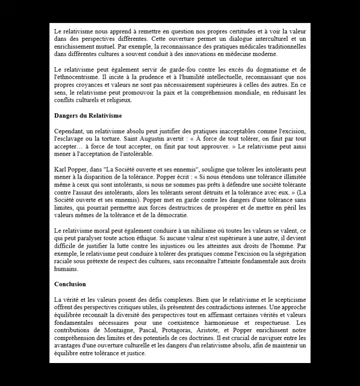 Le relativisme nous apprend à remettre en question nos propres certitudes et à voir la valeur
dans des perspectives différentes. Cette ouverture permet un dialogue interculturel et un
enrichissement mutuel. Par exemple, la reconnaissance des pratiques médicales traditionnelles
dans différentes cultures a souvent conduit à des innovations en médecine moderne.
Le relativisme peut également servir de garde-fou contre les excès du dogmatisme et de
l'ethnocentrisme. Il incite à la prudence et à l'humilité intellectuelle, reconnaissant que nos
propres croyances et valeurs ne sont pas nécessairement supérieures à celles des autres. En ce
sens, le relativisme peut promouvoir la paix et la compréhension mondiale, en réduisant les
conflits culturels et religieux.
Dangers du Relativisme
Cependant, un relativisme absolu peut justifier des pratiques inacceptables comme l'excision,
l'esclavage ou la torture. Saint Augustin avertit : « À force de tout tolérer, on finit par tout
accepter… à force de tout accepter, on finit par tout approuver. » Le relativisme peut ainsi
mener à l'acceptation de l'intolérable.
Karl Popper, dans "La Société ouverte et ses ennemis", souligne que tolérer les intolérants peut
mener à la disparition de la tolérance. Popper écrit : « Si nous étendons une tolérance illimitée
même à ceux qui sont intolérants, si nous ne sommes pas prêts à défendre une société tolérante
contre l'assaut des intolérants, alors les tolérants seront détruits et la tolérance avec eux. » (La
Société ouverte et ses ennemis). Popper met en garde contre les dangers d'une tolérance sans
limites, qui pourrait permettre aux forces destructrices de prospérer et de mettre en péril les
valeurs mêmes de la tolérance et de la démocratie.
Le relativisme moral peut également conduire à un nihilisme où toutes les valeurs se valent, ce
qui peut paralyser toute action éthique. Si aucune valeur n'est supérieure à une autre, il devient
difficile de justifier la lutte contre les injustices ou les atteintes aux droits de l'homme. Par
exemple, le relativisme peut conduire à tolérer des pratiques comme l'excision ou la ségrégation
raciale sous prétexte de respect des cultures, sans reconnaître l'atteinte fondamentale aux droits
humains.
Conclusion
La vérité et les valeurs posent des défis complexes. Bien que le relativisme et le scepticisme
offrent des perspectives critiques utiles, ils présentent des contradictions internes. Une approche
équilibrée reconnaît la diversité des perspectives tout en affirmant certaines vérités et valeurs
fondamentales nécessaires pour une coexistence harmonieuse et respectueuse. Les
contributions de Montaigne, Pascal, Protagoras, Aristote, et Popper enrichissent notre
compréhension des limites et des potentiels de ces doctrines. Il est crucial de naviguer entre les
avantages d'une ouverture culturelle et les dangers d'un relativisme absolu, afin de maintenir un
équilibre entre tolérance et justice.